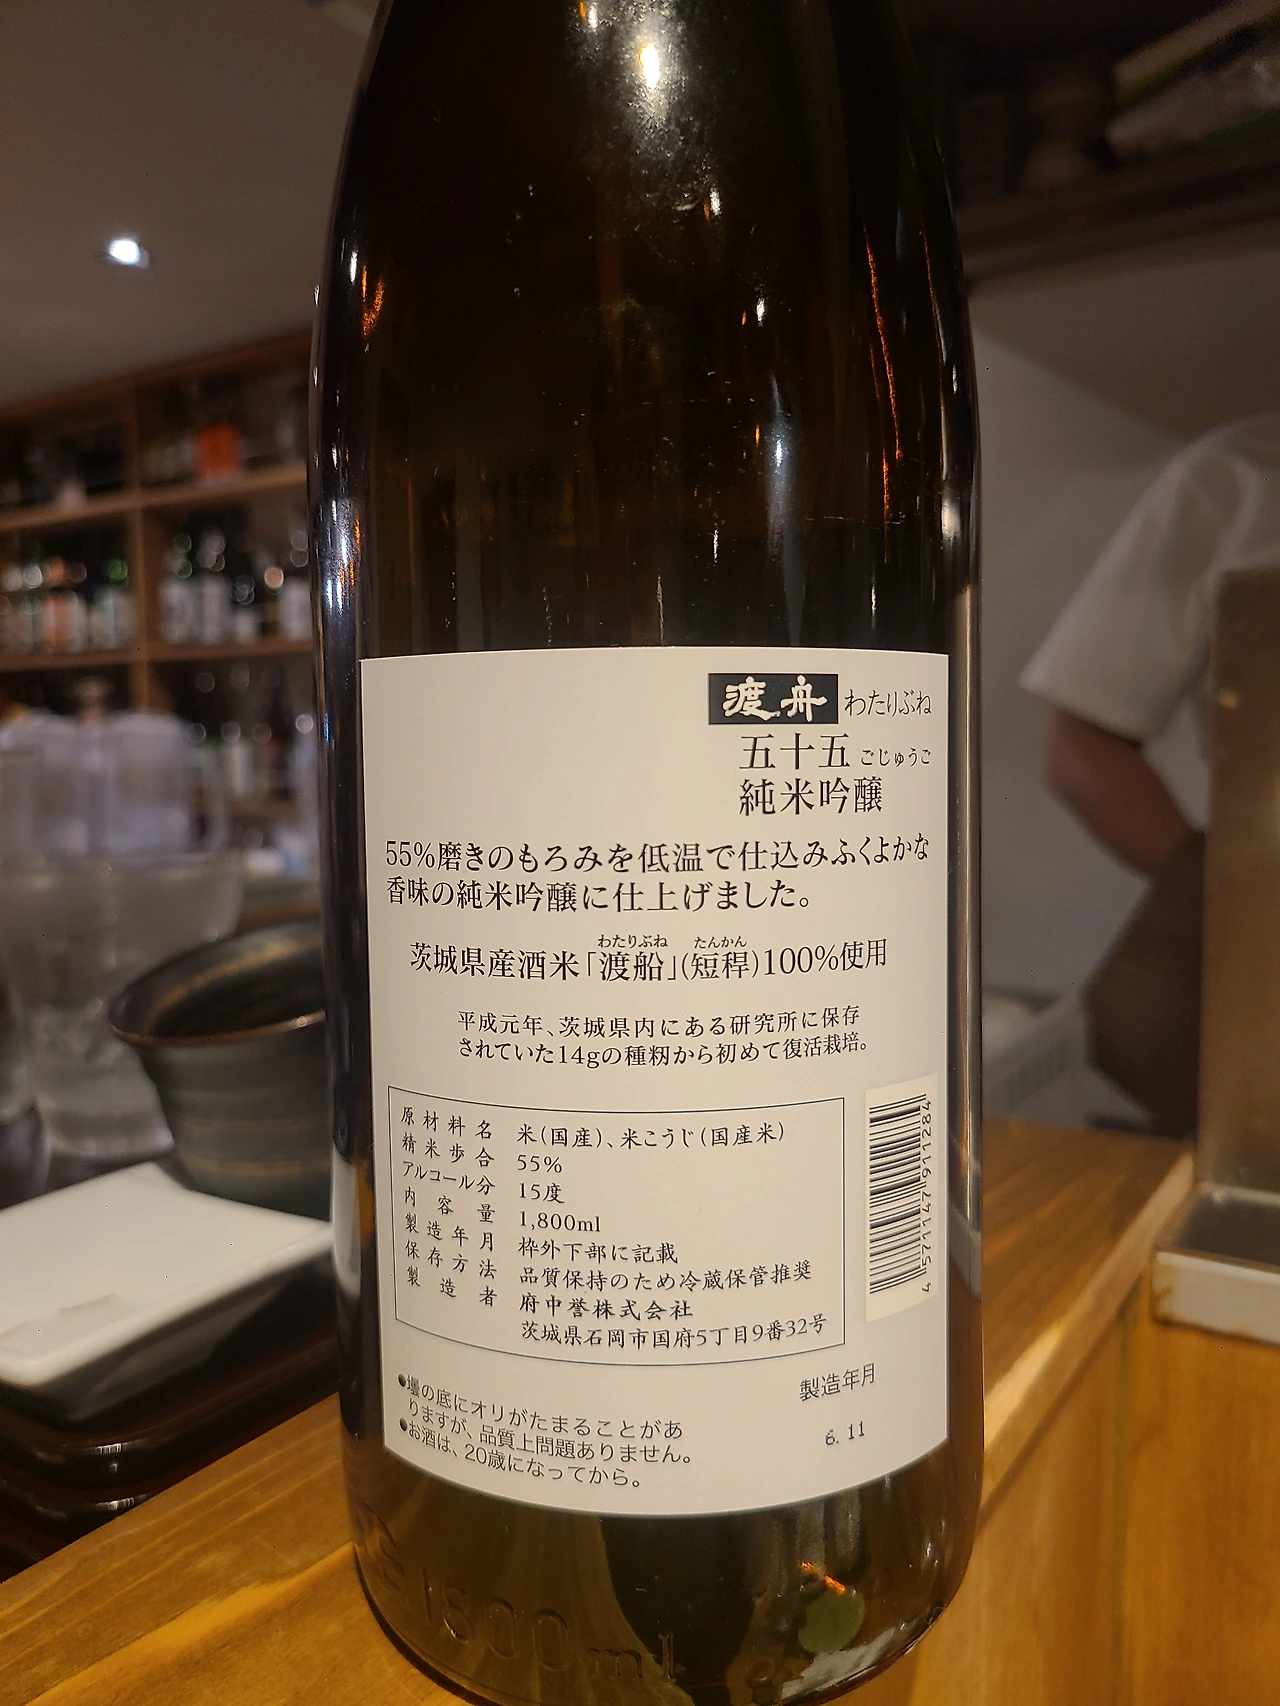 渡舟 わたりぶね
五十五 ごじゅうご
純米吟醸
55%磨きのもろみを低温で仕込みふくよかな
香味の純米吟醸に仕上げました。
わたりぶね たんかん
茨城県産酒米「渡船」(短稈)100%使用
平成元年、茨城県内にある研究所に保存
されていた14gの種籾から初めて復活栽培。
原材料名 米(国産)、米こうじ(国産米)
精米歩合 55%
アルコール分 15度
内容量 1,800ml
製造年月 枠外下部に記載
保存方法 品質保持のため冷蔵保管推奨
製造者 府中誉株式会社
茨城県石岡市国府5丁目9番32号
4 571147 911284
●壜の底にオリがたまることがあ
りますが、品質上問題ありません。
●お酒は、20歳になってから。
製造年月
6.11
1800ml